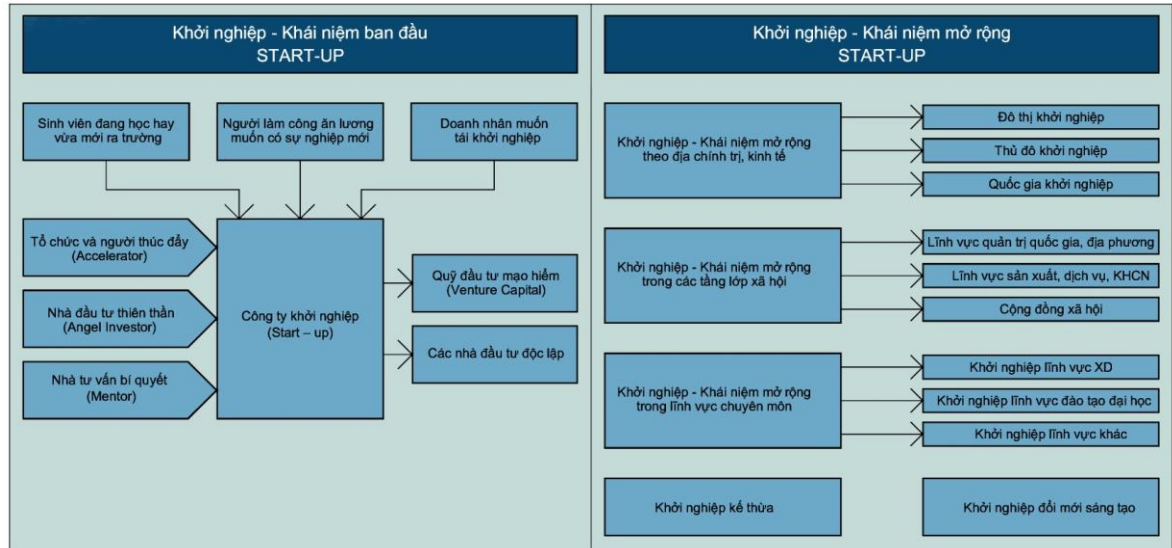 Khởi nghiệp - Khái niệm ban đầu
START-UP
Sinh viên đang học hay
vừa mới ra trường
Người làm công ăn lương
muốn có sự nghiệp mới
Doanh nhân muốn
tái khởi nghiệp
Tổ chức và người thúc đẩy
(Accelerator)
Nhà đầu tư thiên thần
(Angel Investor)
Nhà tư vấn bí quyết
(Mentor)
Công ty khởi nghiệp
(Start – up)
Quỹ đầu tư mạo hiểm
(Venture Capital)
Các nhà đầu tư độc lập
Khởi nghiệp - Khái niệm mở rộng
START-UP
Khởi nghiệp - Khái niệm mở rộng
theo địa chính trị, kinh tế
Đô thị khởi nghiệp
Thủ đô khởi nghiệp
Quốc gia khởi nghiệp
Khởi nghiệp - Khái niệm mở rộng
trong các tầng lớp xã hội
Lĩnh vực quản trị quốc gia, địa phương
Lĩnh vực sản xuất, dịch vụ, KHCN
Cộng đồng xã hội
Khởi nghiệp - Khái niệm mở rộng
trong lĩnh vực chuyên môn
Khởi nghiệp lĩnh vực XD
Khởi nghiệp lĩnh vực đào tạo đại học
Khởi nghiệp lĩnh vực khác
Khởi nghiệp kế thừa
Khởi nghiệp đổi mới sáng tạo